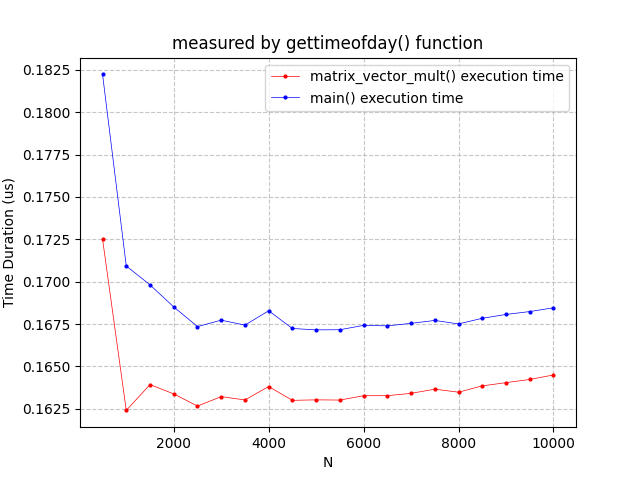 measured by gettimeofday() function
matrix_vector_mult() execution time
main() execution time
Time Duration (us)
0.1825
0.1800
0.1775
0.1750
0.1725
0.1700
0.1675
0.1650
0.1625
2000 4000 6000 8000 10000
N